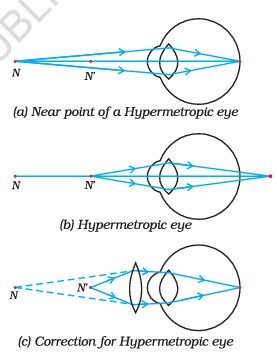 N N'
(a) Near point of a Hypermetropic eye
N N'
(b) Hypermetropic eye
N N'
(c) Correction for Hypermetropic eye